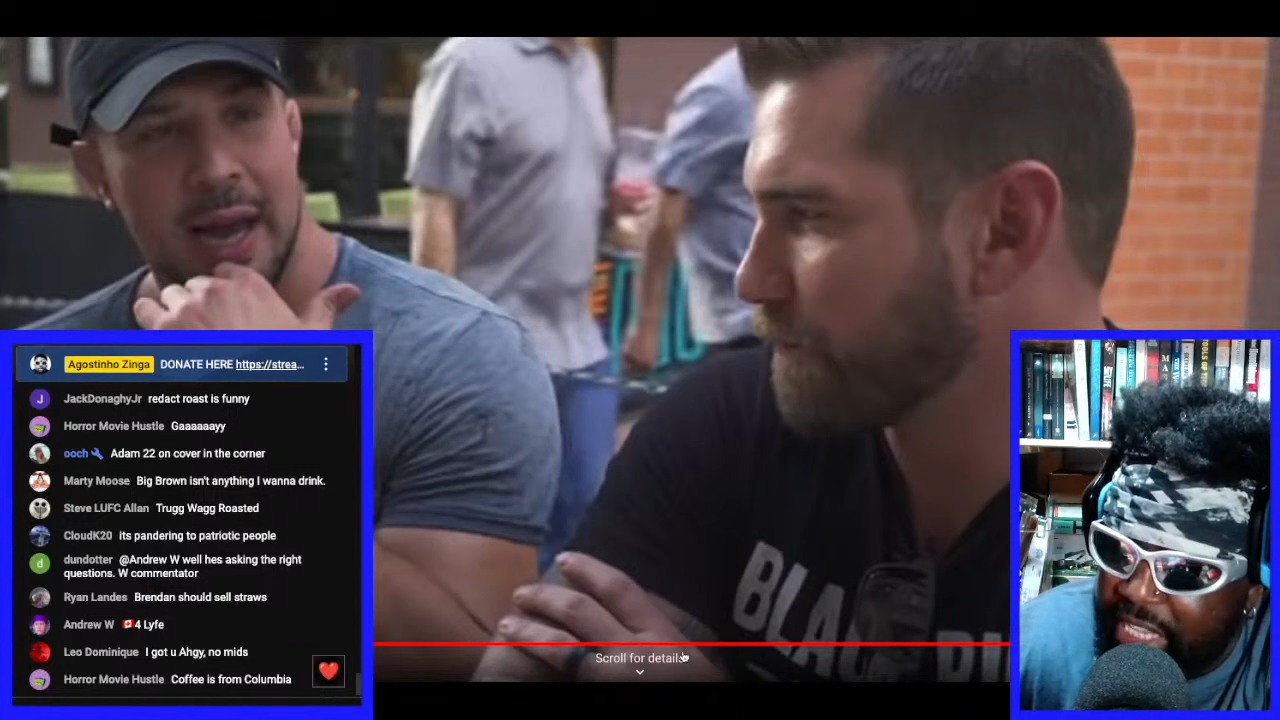 Agostinho Zinga DONATE HERE https://strea...
JackDonaghyJr redact roast is funny
Horror Movie Hustle Gaaaaaayy
ooch Adam 22 on cover in the corner
Marty Moose Big Brown isn't anything I wanna drink.
Steve LUFC Allan Trugg Wagg Roasted
CloudK20 its pandering to patriotic people
dundotter @Andrew W well hes asking the right
questions. W commentator
Ryan Landes Brendan should sell straws
Andrew W 🇨🇦4 Lyfe
Leo Dominique I got u Ahgy, no mids
Horror Movie Hustle Coffee is from Columbia
Scroll for details